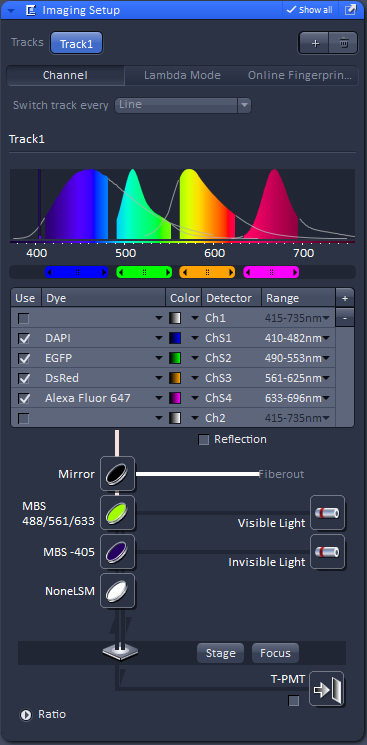 Imaging Setup Show all
Tracks Track1 +
Channel Lambda Mode Online Fingerprin...
Switch track every Line
Track1
400 500 600 700
Use Dye Color Detector Range +
Ch1 415-735nm -
DAPI ChS1 410-482nm
EGFP ChS2 490-553nm
DsRed ChS3 561-625nm
Alexa Fluor 647 ChS4 633-696nm
Ch2 415-735nm
Reflection
Mirror Fiberout
MBS
488/561/633
Visible Light
MBS -405
Invisible Light
NoneLSM
Stage Focus
T-PMT
Ratio